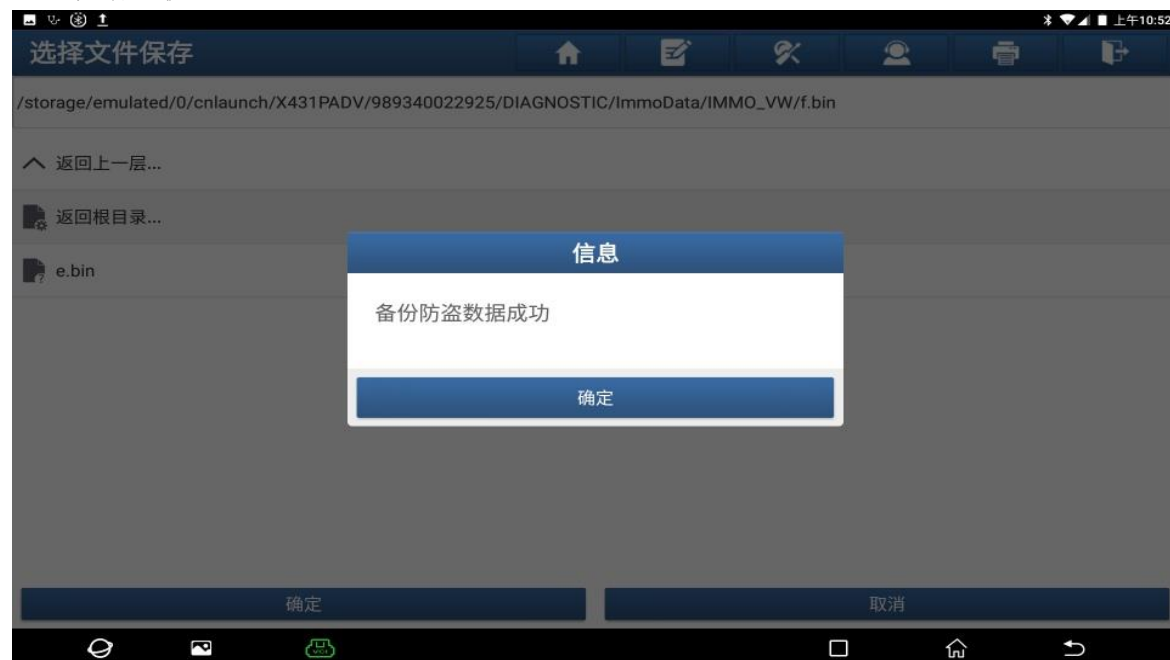 上午10:52
选择文件保存
/storage/emulated/0/cnlaunch/X431PADV/989340022925/DIAGNOSTIC/ImmoData/IMMO_VW/f.bin
返回上一层...
返回根目录...
e.bin
信息
备份防盗数据成功
确定
确定
取消
VCI